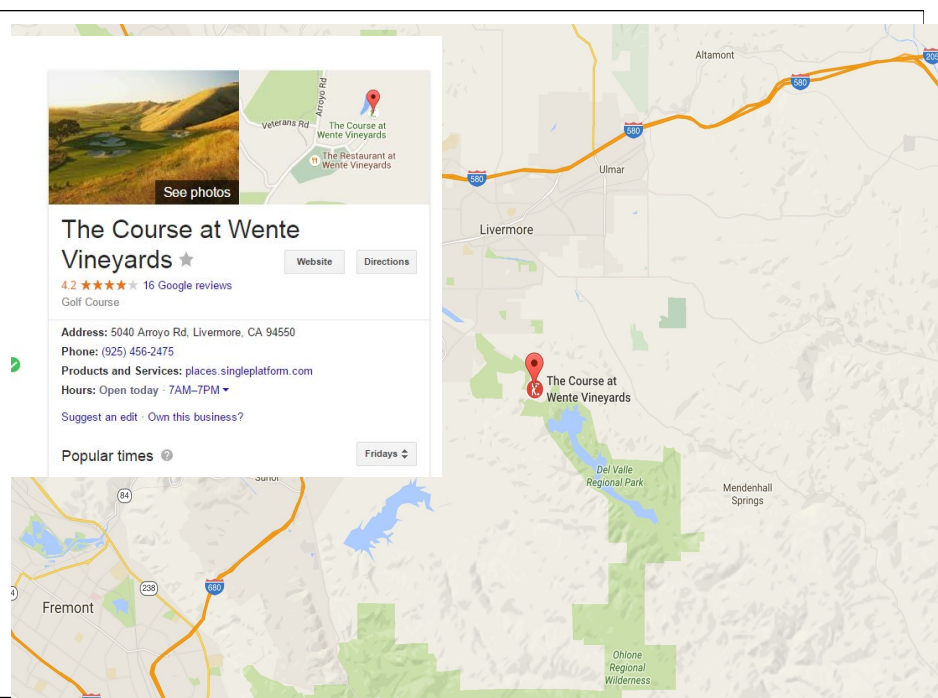 Arroyo Rd
Veterans Rd
The Course at
Wente Vineyards
The Restaurant at
Wente Vineyards
See photos
The Course at Wente
Vineyards
Website
Directions
4.2 16 Google reviews
Golf Course
Address: 5040 Arroyo Rd, Livermore, CA 94550
Phone: (925) 456-2475
Products and Services: places.singleplatform.com
Hours: Open today · 7AM–7PM
Suggest an edit · Own this business?
Popular times ?
Fridays
Altamont
205
580
580
580
Ulmar
Livermore
The Course at
Wente Vineyards
Del Valle
Regional Park
Mendenhall
Springs
84
238
680
Fremont
Ohlone
Regional
Wilderness